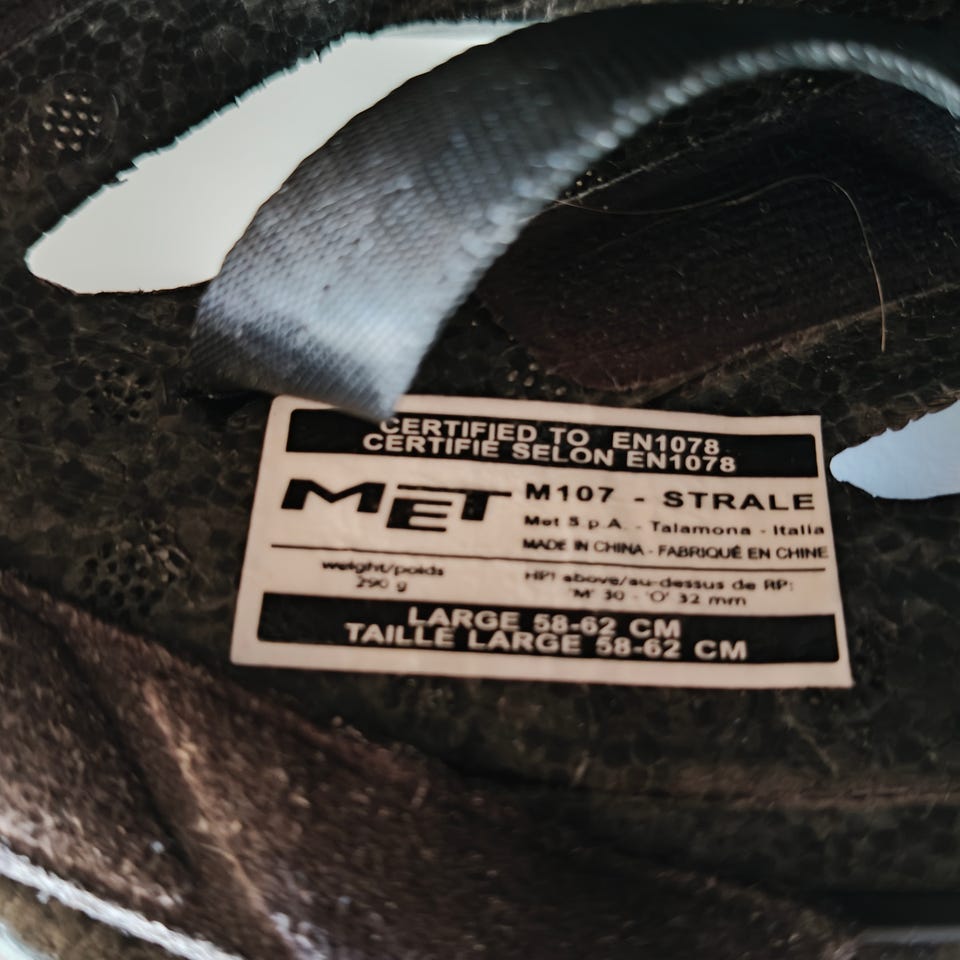 CERTIFIED TO EN1078
CERTIFIE SELON EN1078
MET
M107 - STRALE
Met S.p.A. - Talamona - Italia
MADE IN CHINA - FABRIQUÉ EN CHINE
weight/poids
290 g
HPI above/au-dessus de RP:
'M' 30 - 'O' 32 mm
LARGE 58-62 CM
TAILLE LARGE 58-62 CM